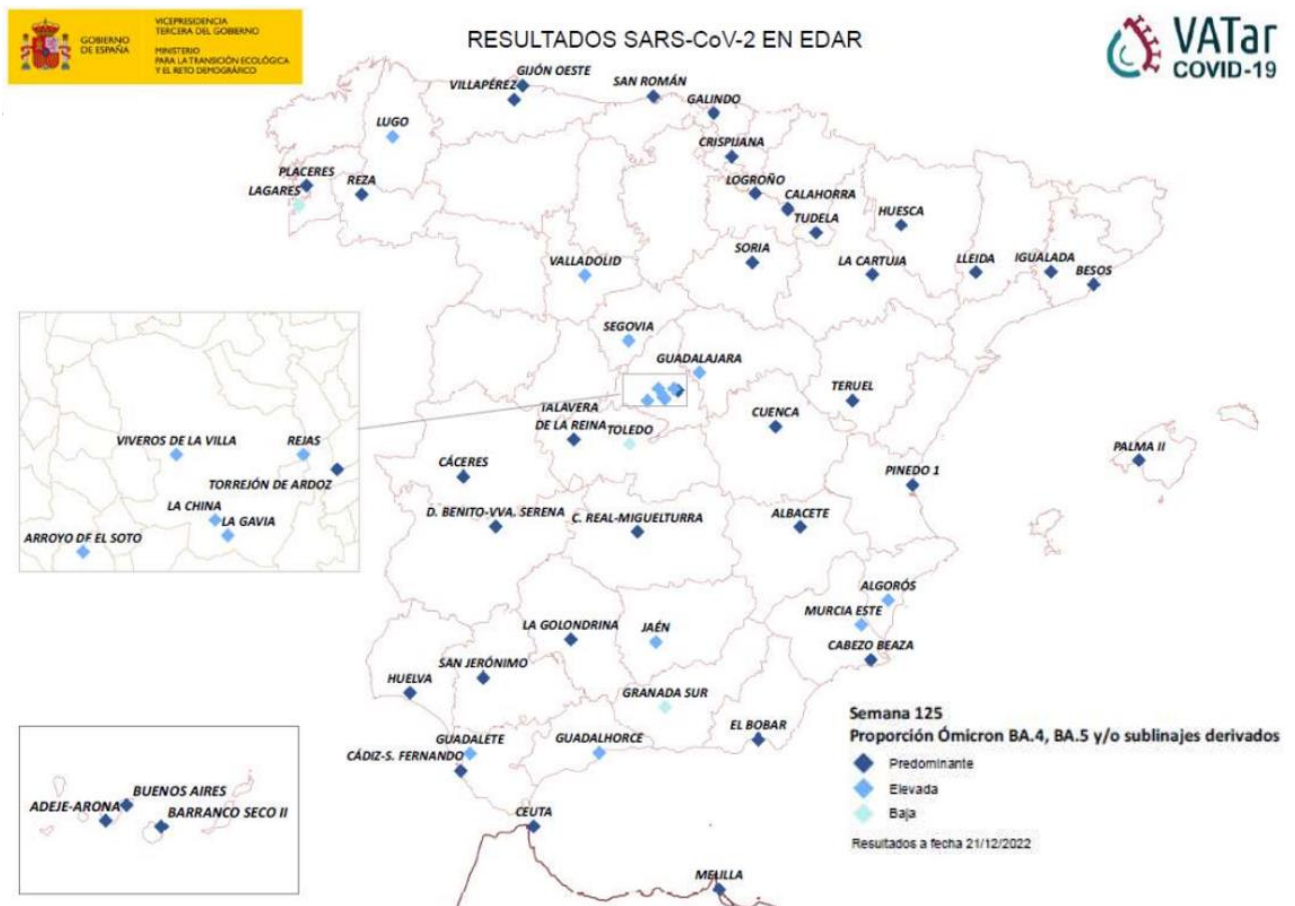 GOBIERNO
DE ESPAÑA
VICEPRESIDENCIA
TERCERA DEL GOBIERNO
MINISTERIO
PARA LA TRANSICIÓN ECOLÓGICA
Y EL RETO DEMOGRÁFICO
RESULTADOS SARS-CoV-2 EN EDAR
VATar
COVID-19
GIJÓN OESTE
VILLAPÉREZ
SAN ROMÁN
GALINDO
LUGO
CRISPIJANA
PLACERES
LAGARES
REZA
LOGROÑO
CALAHORRA
TUDELA
HUESCA
SORIA
VALLADOLID
LA CARTUJA
LLEIDA
IGUALADA
BESOS
SEGOVIA
GUADALAJARA
TERUEL
TALAVERA
DE LA REINA
TOLEDO
CUENCA
VIVEROS DE LA VILLA
REJAS
TORREJÓN DE ARDOZ
LA CHINA
LA GAVIA
ARROYO DE EL SOTO
PALMA II
CÁCERES
PINEDO 1
D. BENITO-VVA. SERENA
C. REAL-MIGUELTURRA
ALBACETE
ALGORÓS
MURCIA ESTE
CABEZO BEAZA
LA GOLONDRINA
JAÉN
SAN JERÓNIMO
HUELVA
GRANADA SUR
EL BOBAR
GUADALETE
GUADALHORCE
CÁDIZ-S. FERNANDO
CEUTA
MELILLA
BUENOS AIRES
ADEJE-ARONA
BARRANCO SECO II
Semana 125
Proporción Ómicron BA.4, BA.5 y/o sublinajes derivados
Predominante
Elevada
Baja
Resultados a fecha 21/12/2022